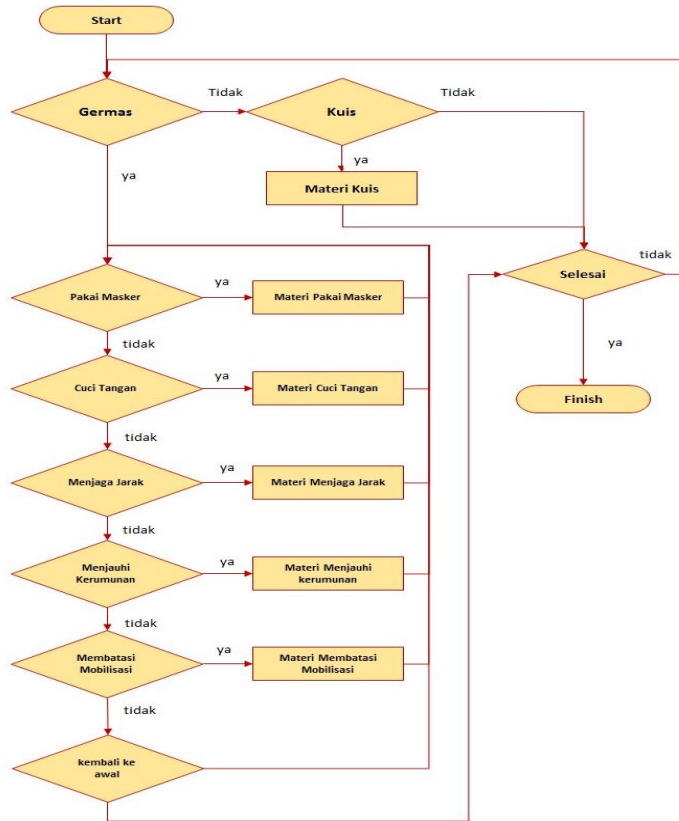 Start
Germas
Tidak
Kuis
Tidak
ya
ya
Materi Kuis
Selesai
tidak
ya
Finish
Pakai Masker
ya
Materi Pakai Masker
tidak
Cuci Tangan
ya
Materi Cuci Tangan
tidak
Menjaga Jarak
ya
Materi Menjaga Jarak
tidak
Menjauhi
Kerumunan
ya
Materi Menjauhi
kerumunan
tidak
Membatasi
Mobilisasi
ya
Materi Membatasi
Mobilisasi
tidak
kembali ke
awal